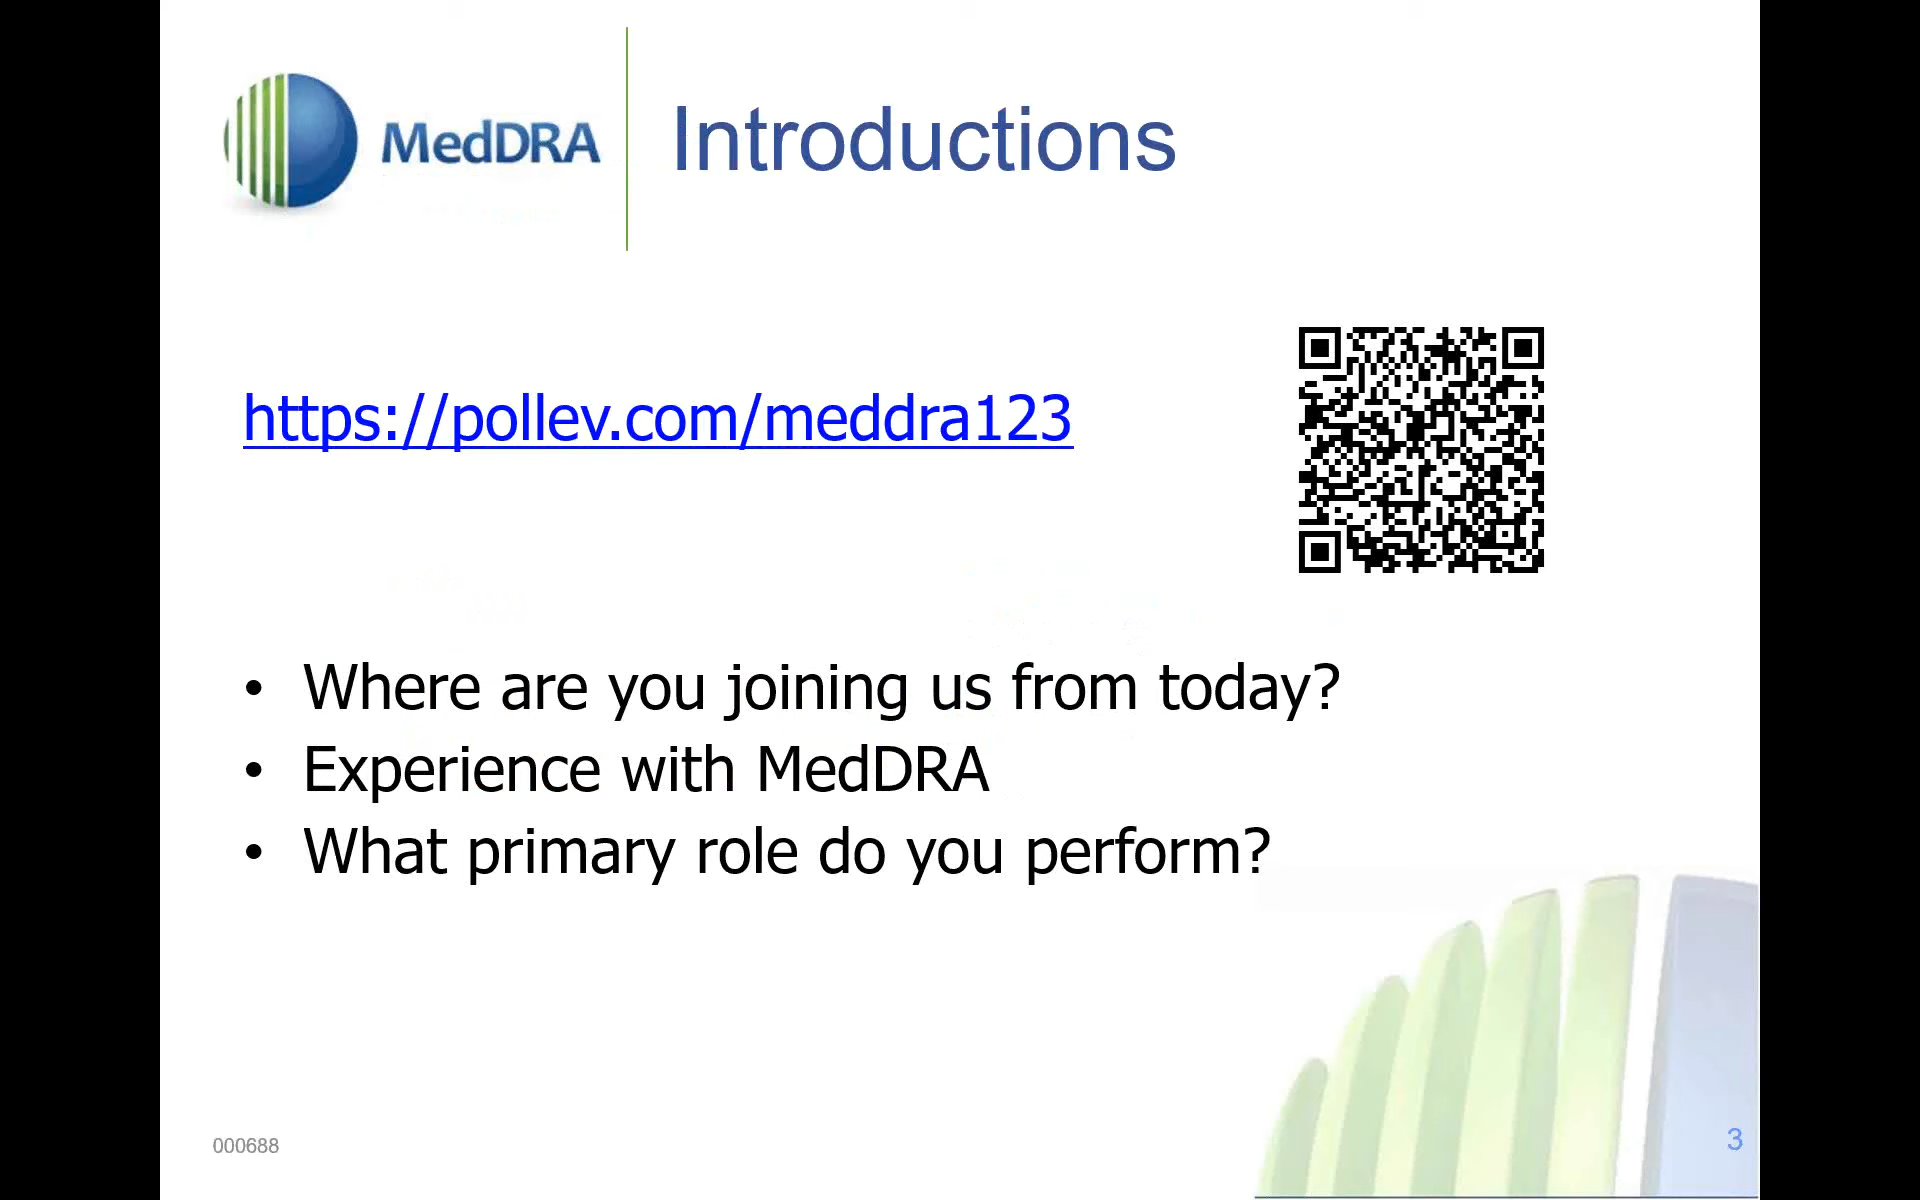 MedDRA
Introductions
https://pollev.com/meddra123
• Where are you joining us from today?
• Experience with MedDRA
• What primary role do you perform?
000688
3